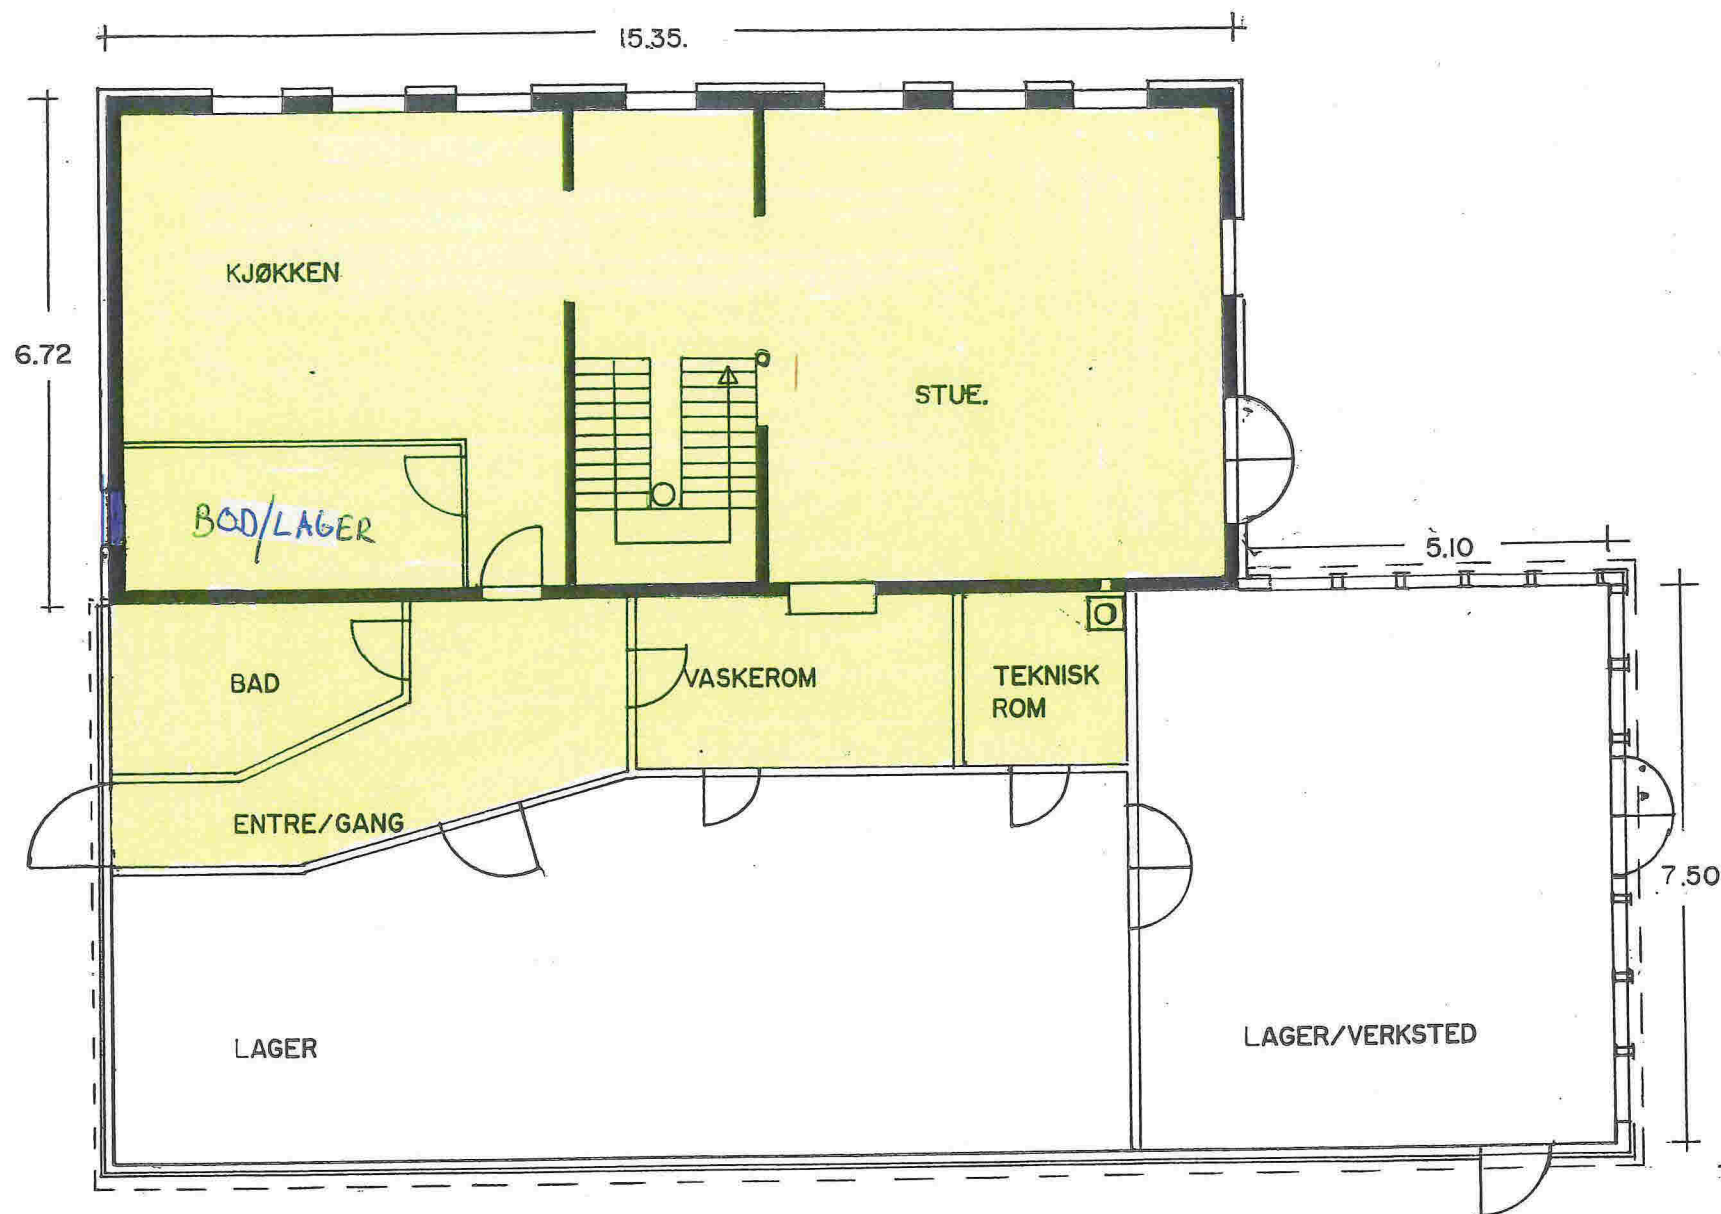 15.35.
6.72
KJØKKEN
STUE.
BOD/LAGER
5.10
BAD
VASKEROM
TEKNISK
ROM
ENTRE/GANG
7.50
LAGER
LAGER/VERKSTED